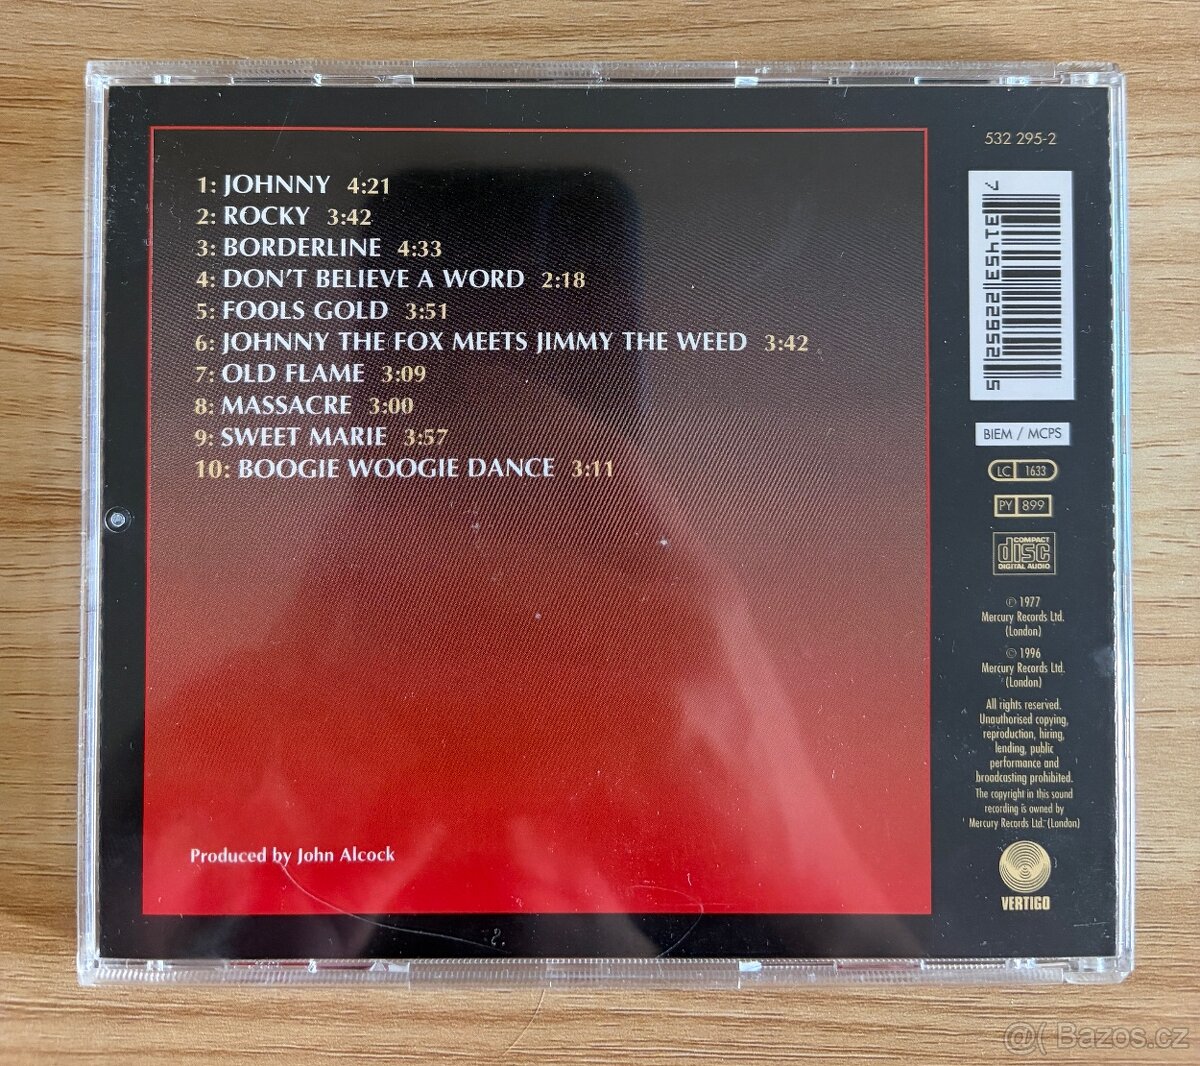 1: JOHNNY 4:21
2: ROCKY 3:42
3: BORDERLINE 4:33
4: DON'T BELIEVE A WORD 2:18
5: FOOLS GOLD 3:51
6: JOHNNY THE FOX MEETS JIMMY THE WEED 3:42
7: OLD FLAME 3:09
8: MASSACRE 3:00
9: SWEET MARIE 3:57
10: BOOGIE WOOGIE DANCE 3:11
Produced by John Alcock
532 295-2
7 31453 22952 5
BIEM / MCPS
LC 1633
PY 899
COMPACT
disc
DIGITAL AUDIO
℗ 1977
Mercury Records Ltd.
(London)
© 1996
Mercury Records Ltd.
(London)
All rights reserved.
Unauthorised copying,
reproduction, hiring,
lending, public
performance and
broadcasting prohibited.
The copyright in this sound
recording is owned by
Mercury Records Ltd. (London)
VERTIGO
@( Bazos.cz